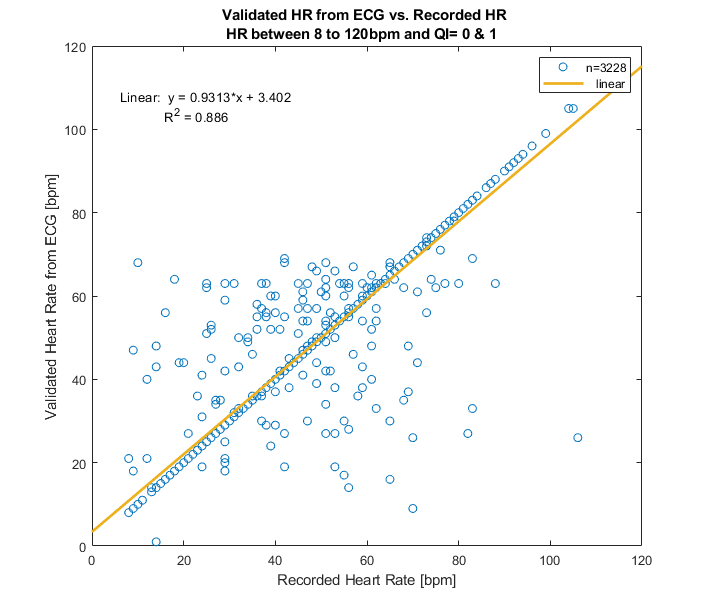 Validated HR from ECG vs. Recorded HR
HR between 8 to 120bpm and QI= 0 & 1
n=3228
linear
Linear: y = 0.9313*x + 3.402
R² = 0.886
Validated Heart Rate from ECG [bpm]
120
100
80
60
40
20
0
0 20 40 60 80 100 120
Recorded Heart Rate [bpm]